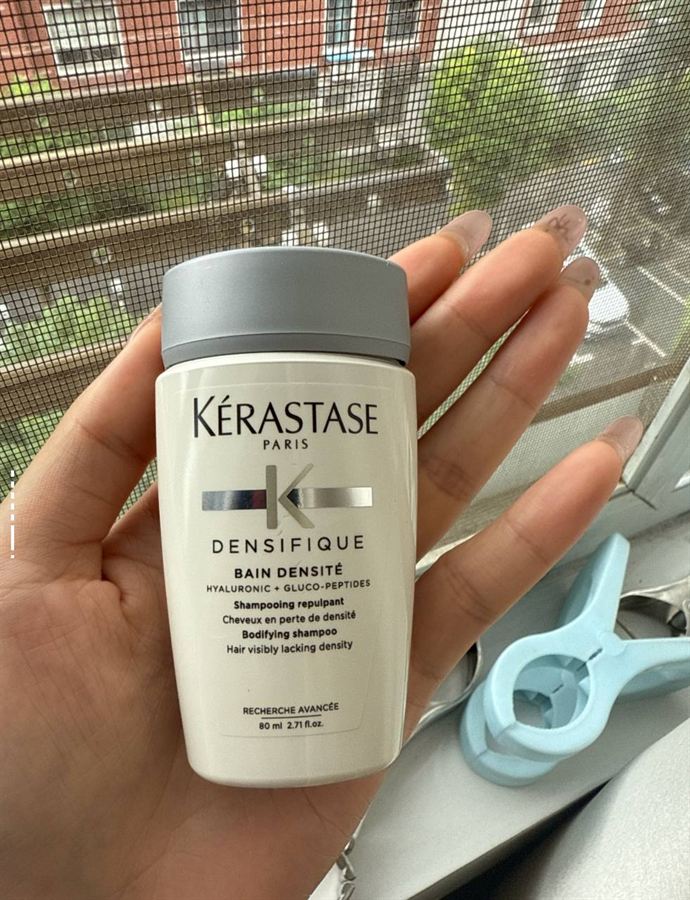 KÉRASTASE
PARIS
K
DENSIFIQUE
BAIN DENSITÉ
HYALURONIC + GLUCO-PEPTIDES
Shampooing repulpant
Cheveux en perte de densité
Bodifying shampoo
Hair visibly lacking density
RECHERCHE AVANCÉE
80 ml 2.71 fl.oz.